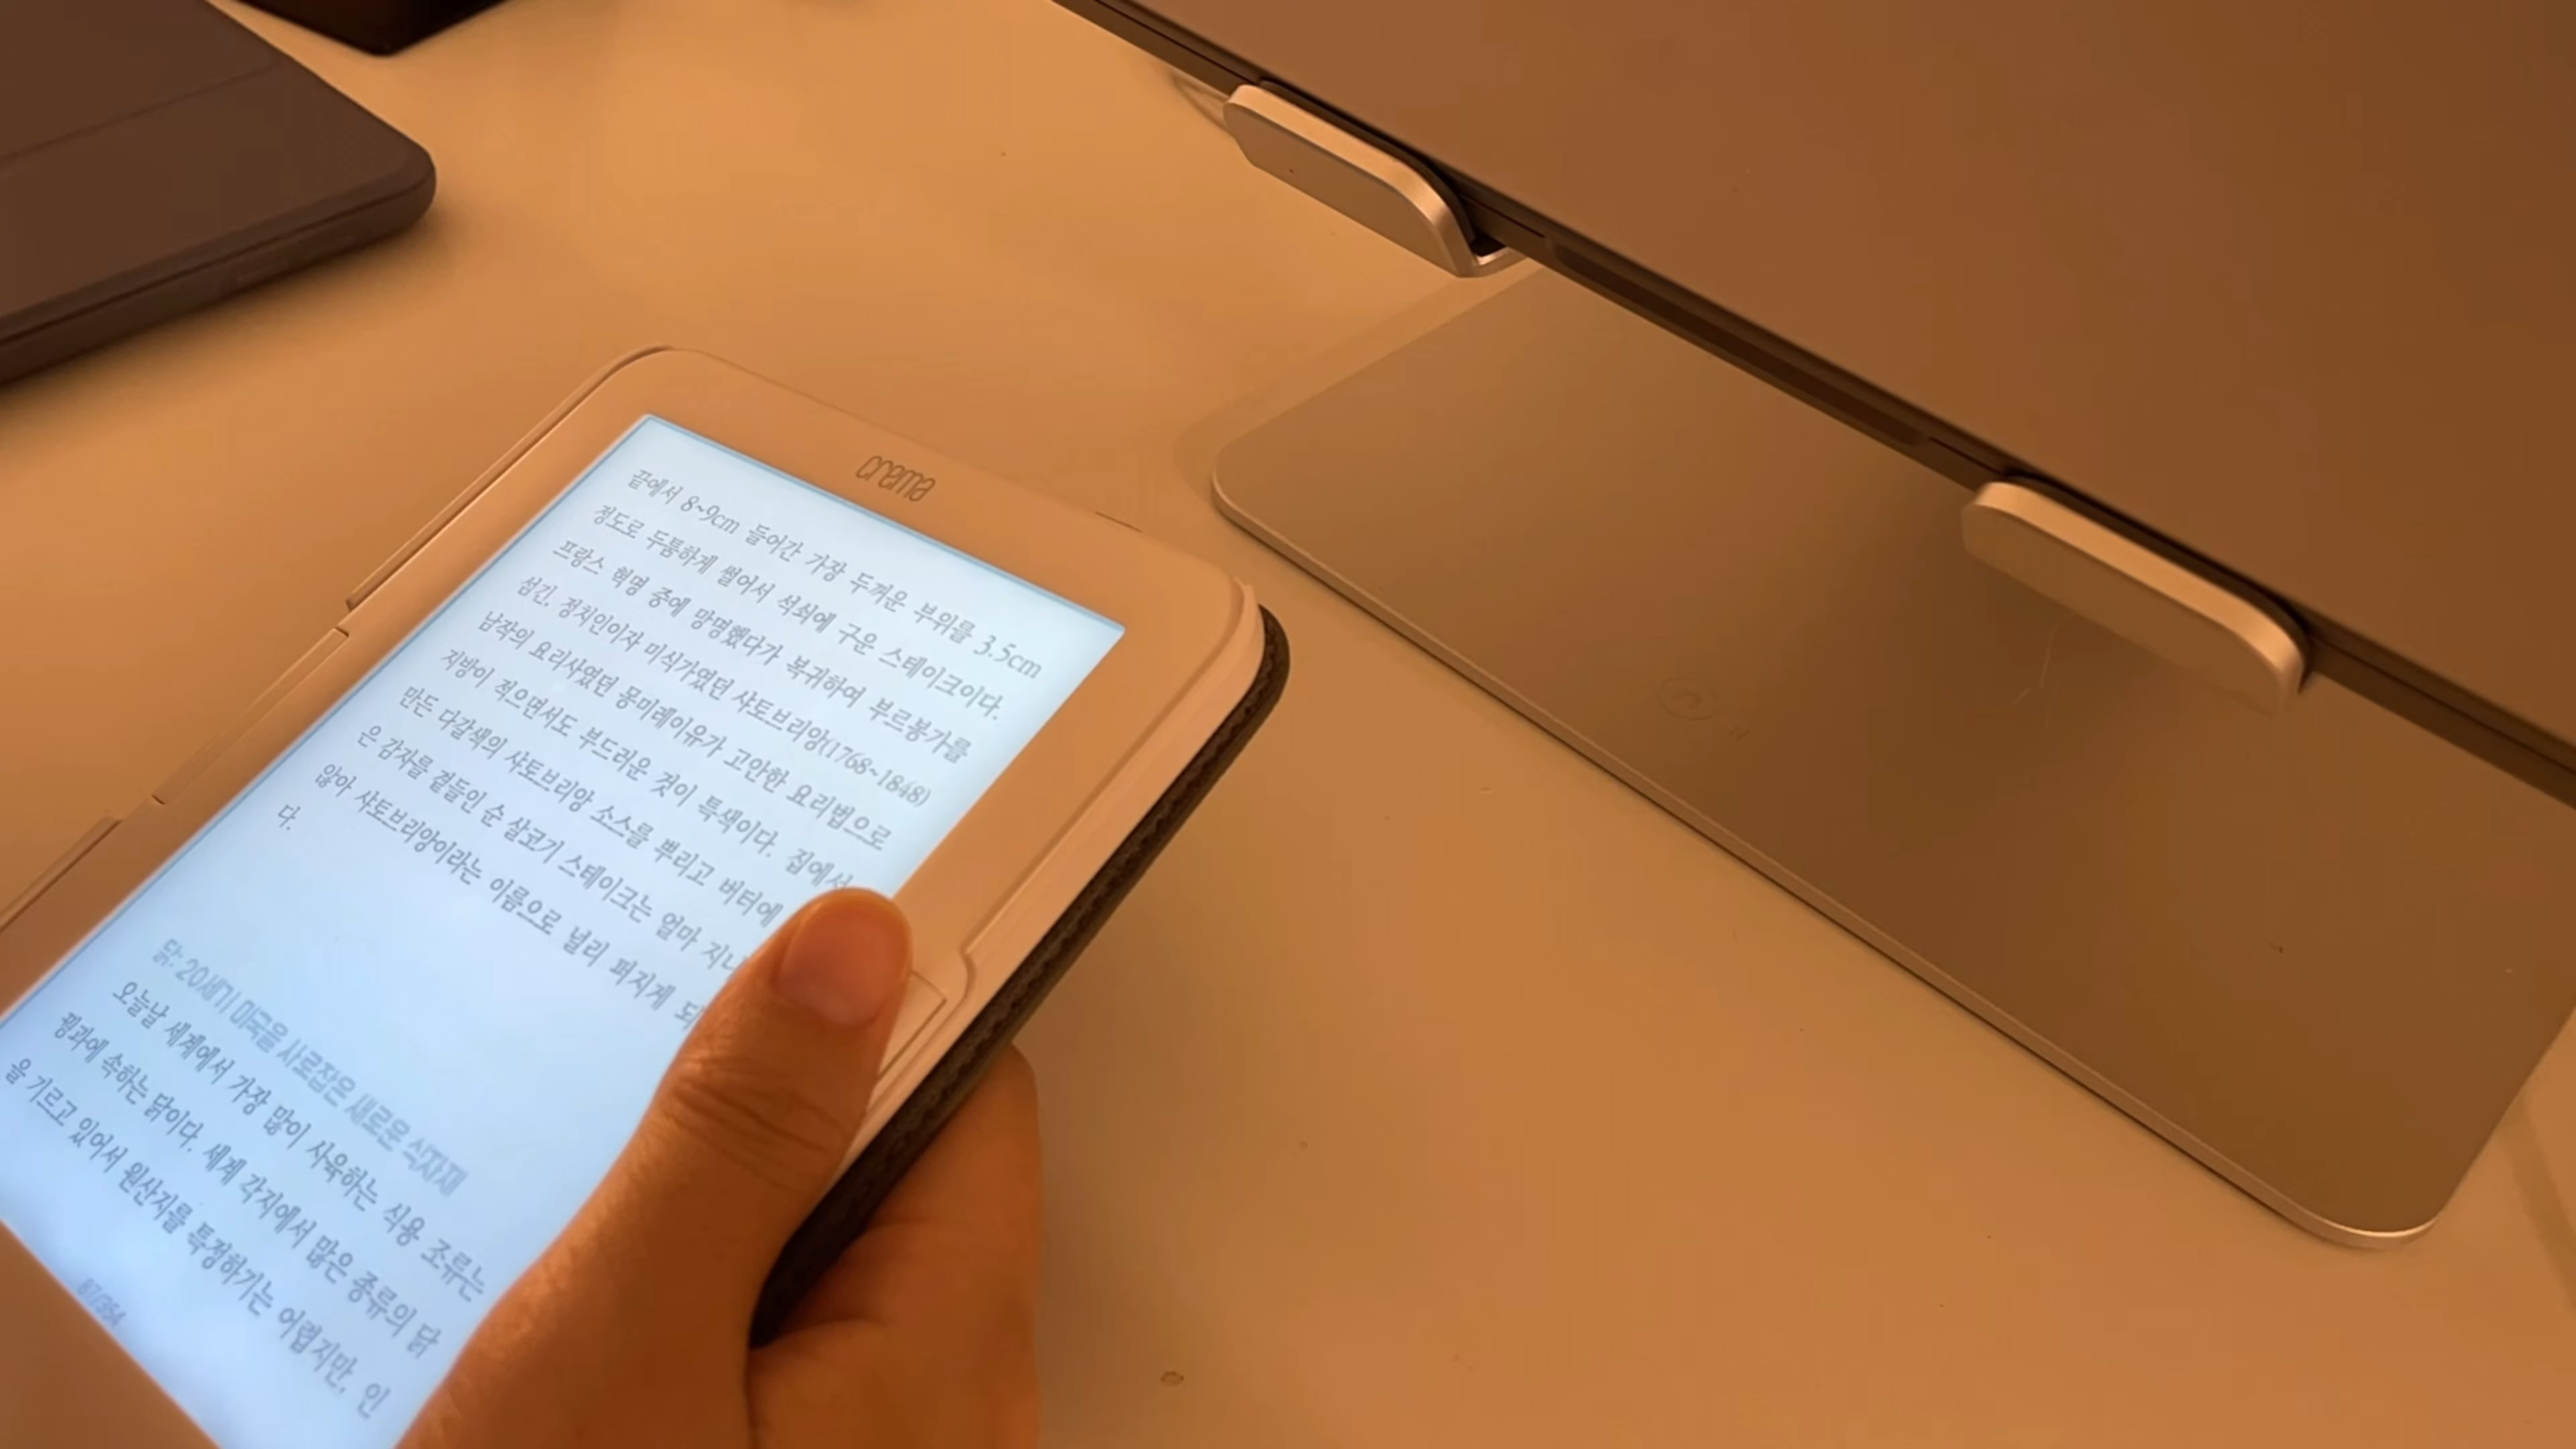 crema
끝에서 8~9cm 들어간 가장 두꺼운 부위를 3.5cm
정도로 두툼하게 썰어서 석쇠에 구운 스테이크이다.
프랑스 혁명 중에 망명했다가 복귀하여 부르봉가를
섬긴, 정치인이자 미식가였던 샤토브리앙(1768~1848)
남작의 요리사였던 몽미레이유가 고안한 요리법으로
지방이 적으면서도 부드러운 것이 특색이다. 집에서
만든 다갈색의 샤토브리앙 소스를 뿌리고 버터에
은 감자를 곁들인 순 살코기 스테이크는 얼마 지나
않아 샤토브리앙이라는 이름으로 널리 퍼지게 되
다.
닭: 20세기 미국을 사로잡은 새로운 식자재
오늘날 세계에서 가장 많이 사육하는 식용 조류는
꿩과에 속하는 닭이다. 세계 각지에서 많은 종류의 닭
을 기르고 있어서 원산지를 특정하기는 어렵지만, 인
67/354